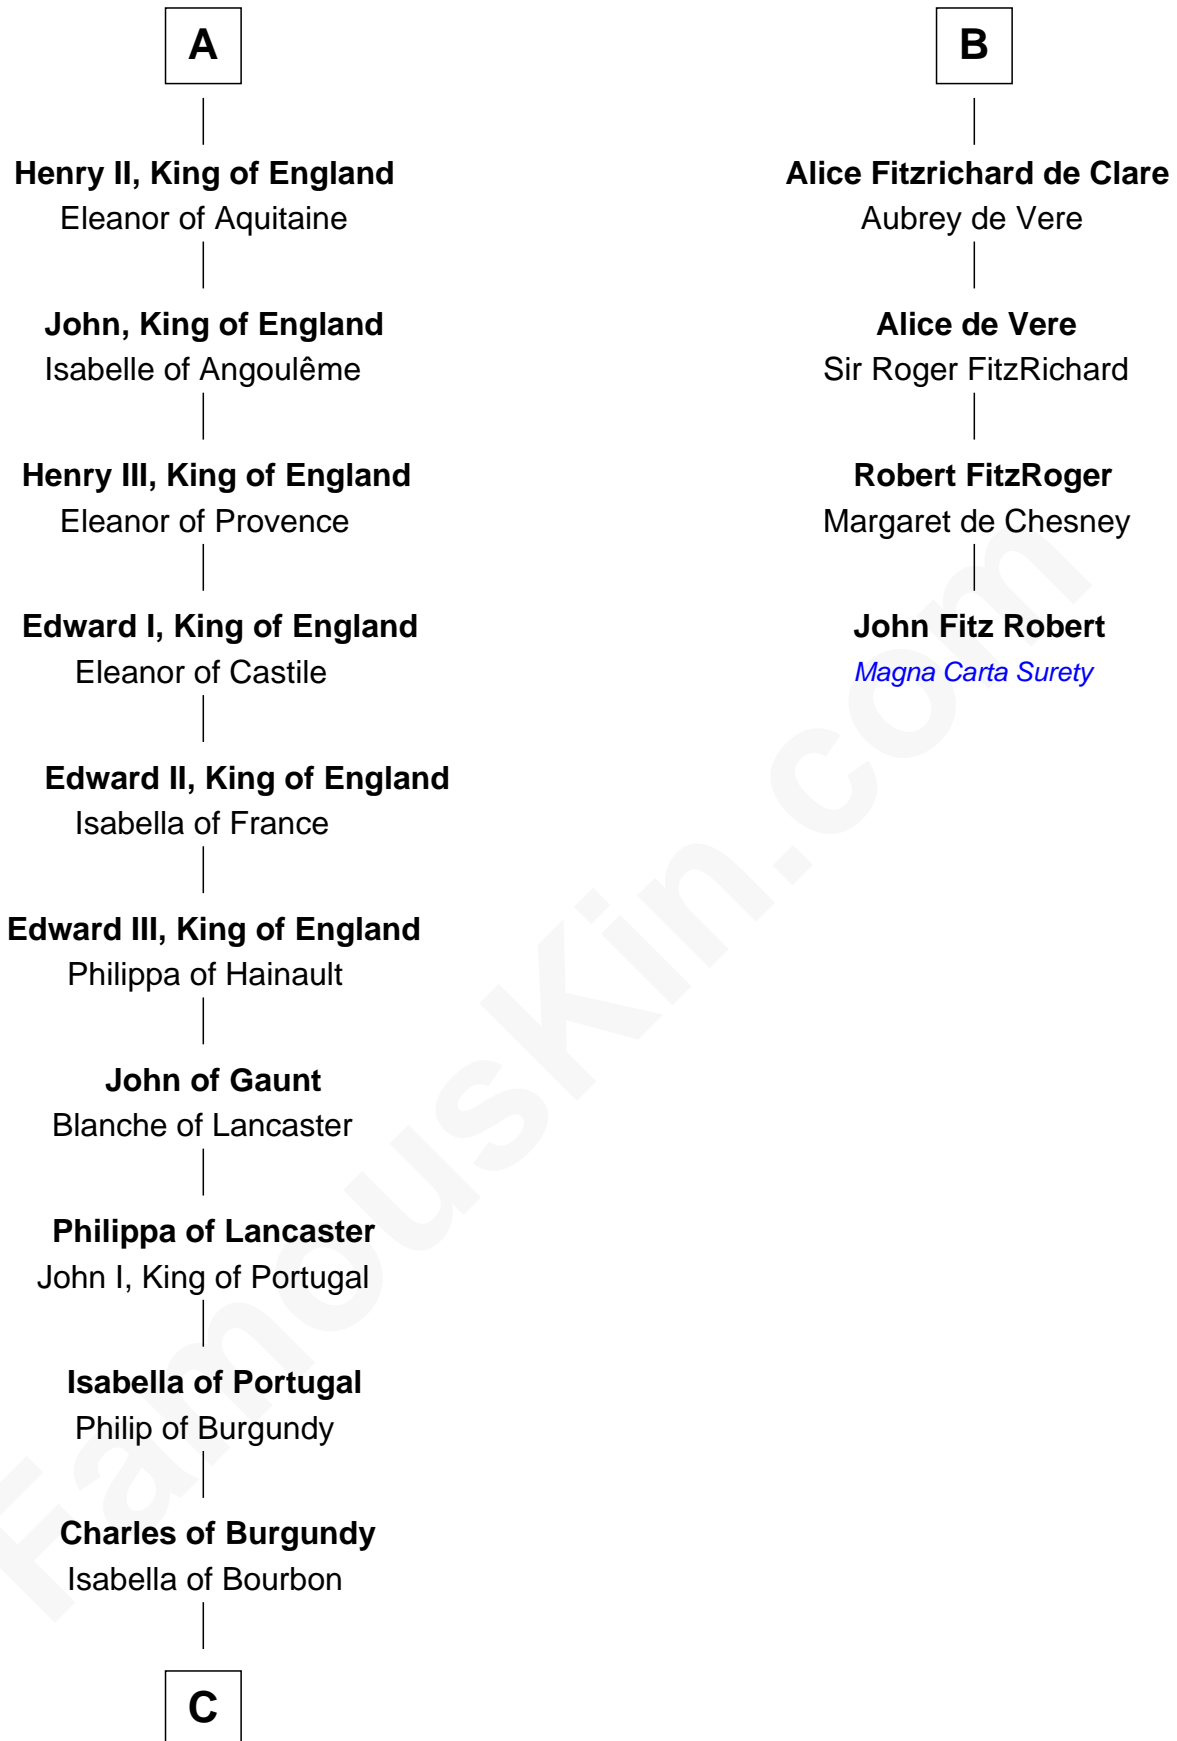 A
Henry II, King of England
Eleanor of Aquitaine
John, King of England
Isabelle of Angoulême
Henry III, King of England
Eleanor of Provence
Edward I, King of England
Eleanor of Castile
Edward II, King of England
Isabella of France
Edward III, King of England
Philippa of Hainault
John of Gaunt
Blanche of Lancaster
Philippa of Lancaster
John I, King of Portugal
Isabella of Portugal
Philip of Burgundy
Charles of Burgundy
Isabella of Bourbon
C
B
Alice Fitzrichard de Clare
Aubrey de Vere
Alice de Vere
Sir Roger FitzRichard
Robert FitzRoger
Margaret de Chesney
John Fitz Robert
Magna Carta Surety
FamousKin.com